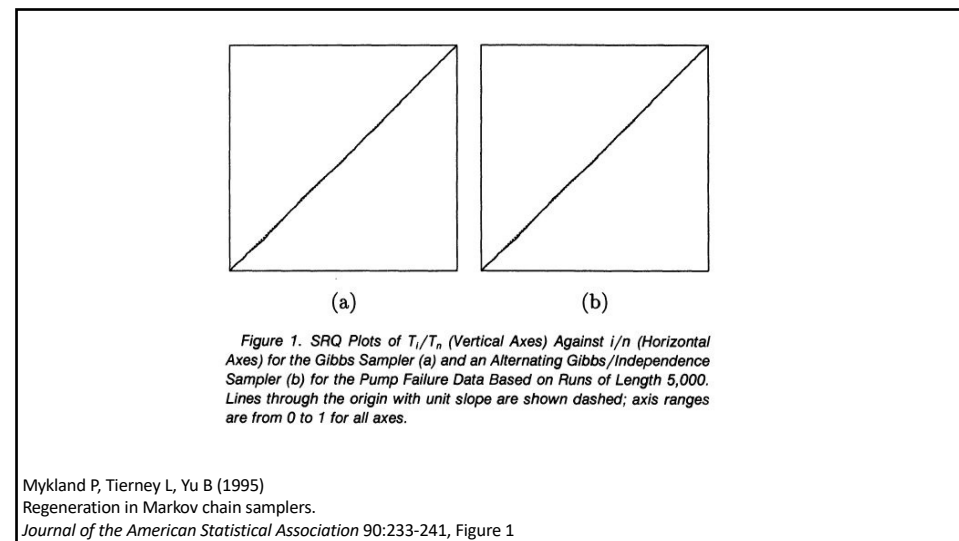 (a)
(b)
Figure 1. SRQ Plots of Tᵢ/Tₙ (Vertical Axes) Against i/n (Horizontal
Axes) for the Gibbs Sampler (a) and an Alternating Gibbs/Independence
Sampler (b) for the Pump Failure Data Based on Runs of Length 5,000.
Lines through the origin with unit slope are shown dashed; axis ranges
are from 0 to 1 for all axes.
Mykland P, Tierney L, Yu B (1995)
Regeneration in Markov chain samplers.
Journal of the American Statistical Association 90:233-241, Figure 1